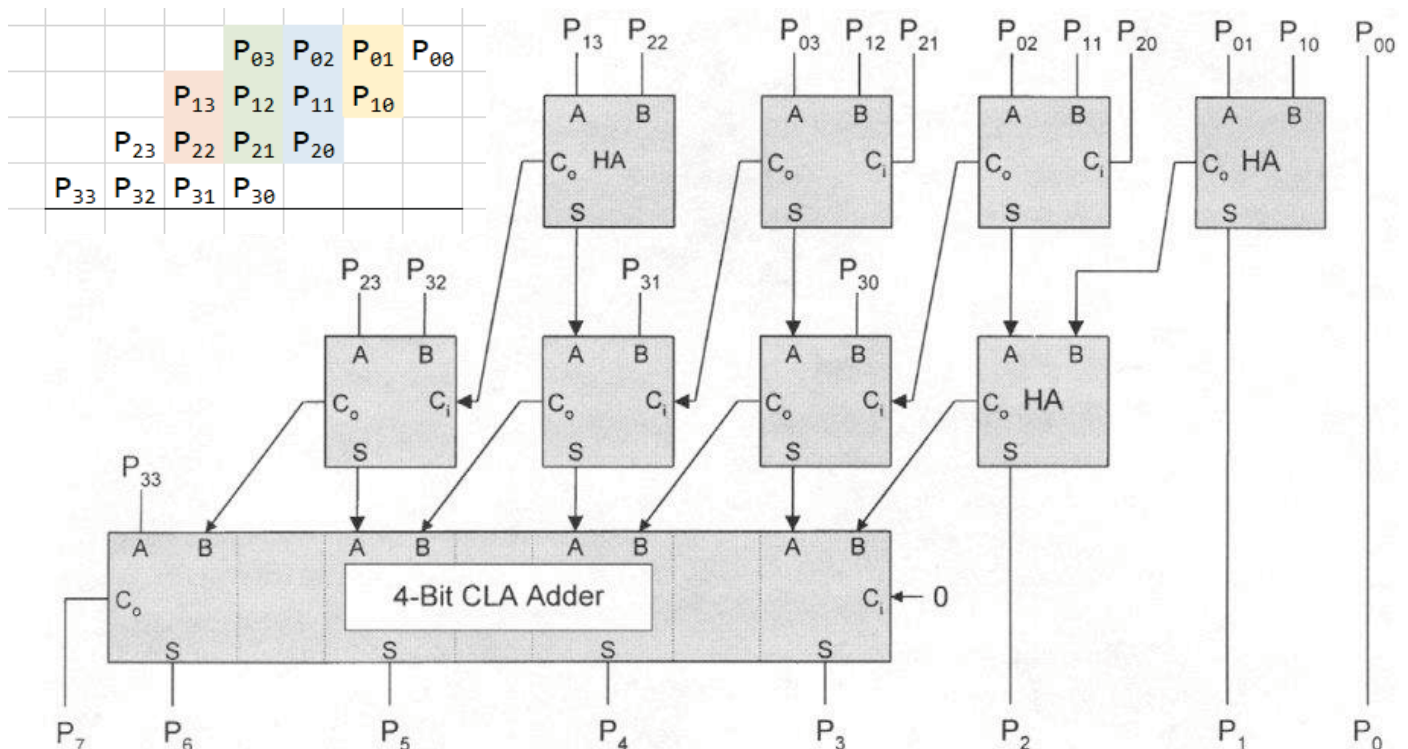 P₀₃ P₀₂ P₀₁ P₀₀
P₁₃ P₁₂ P₁₁ P₁₀
P₂₃ P₂₂ P₂₁ P₂₀
P₃₃ P₃₂ P₃₁ P₃₀
P₁₃ P₂₂ P₀₃ P₁₂ P₂₁ P₀₂ P₁₁ P₂₀ P₀₁ P₁₀ P₀₀
A B A B A B A B
Cₒ HA Cₒ Cᵢ Cₒ Cᵢ Cₒ HA
S S S S
P₂₃ P₃₂ P₃₁ P₃₀
A B A B A B A B
Cₒ Cᵢ Cₒ Cᵢ Cₒ Cᵢ Cₒ HA
S S S S
P₃₃
A B A B A B A B
Cₒ 4-Bit CLA Adder Cᵢ 0
S S S S
P₇ P₆ P₅ P₄ P₃ P₂ P₁ P₀